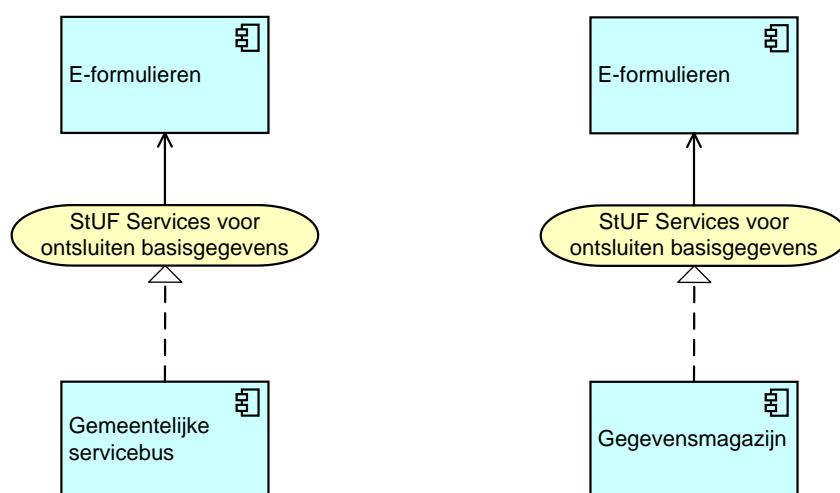 E-formulieren
StUF Services voor
ontsluiten basisgegevens
Gemeentelijke
servicebus
E-formulieren
StUF Services voor
ontsluiten basisgegevens
Gegevensmagazijn